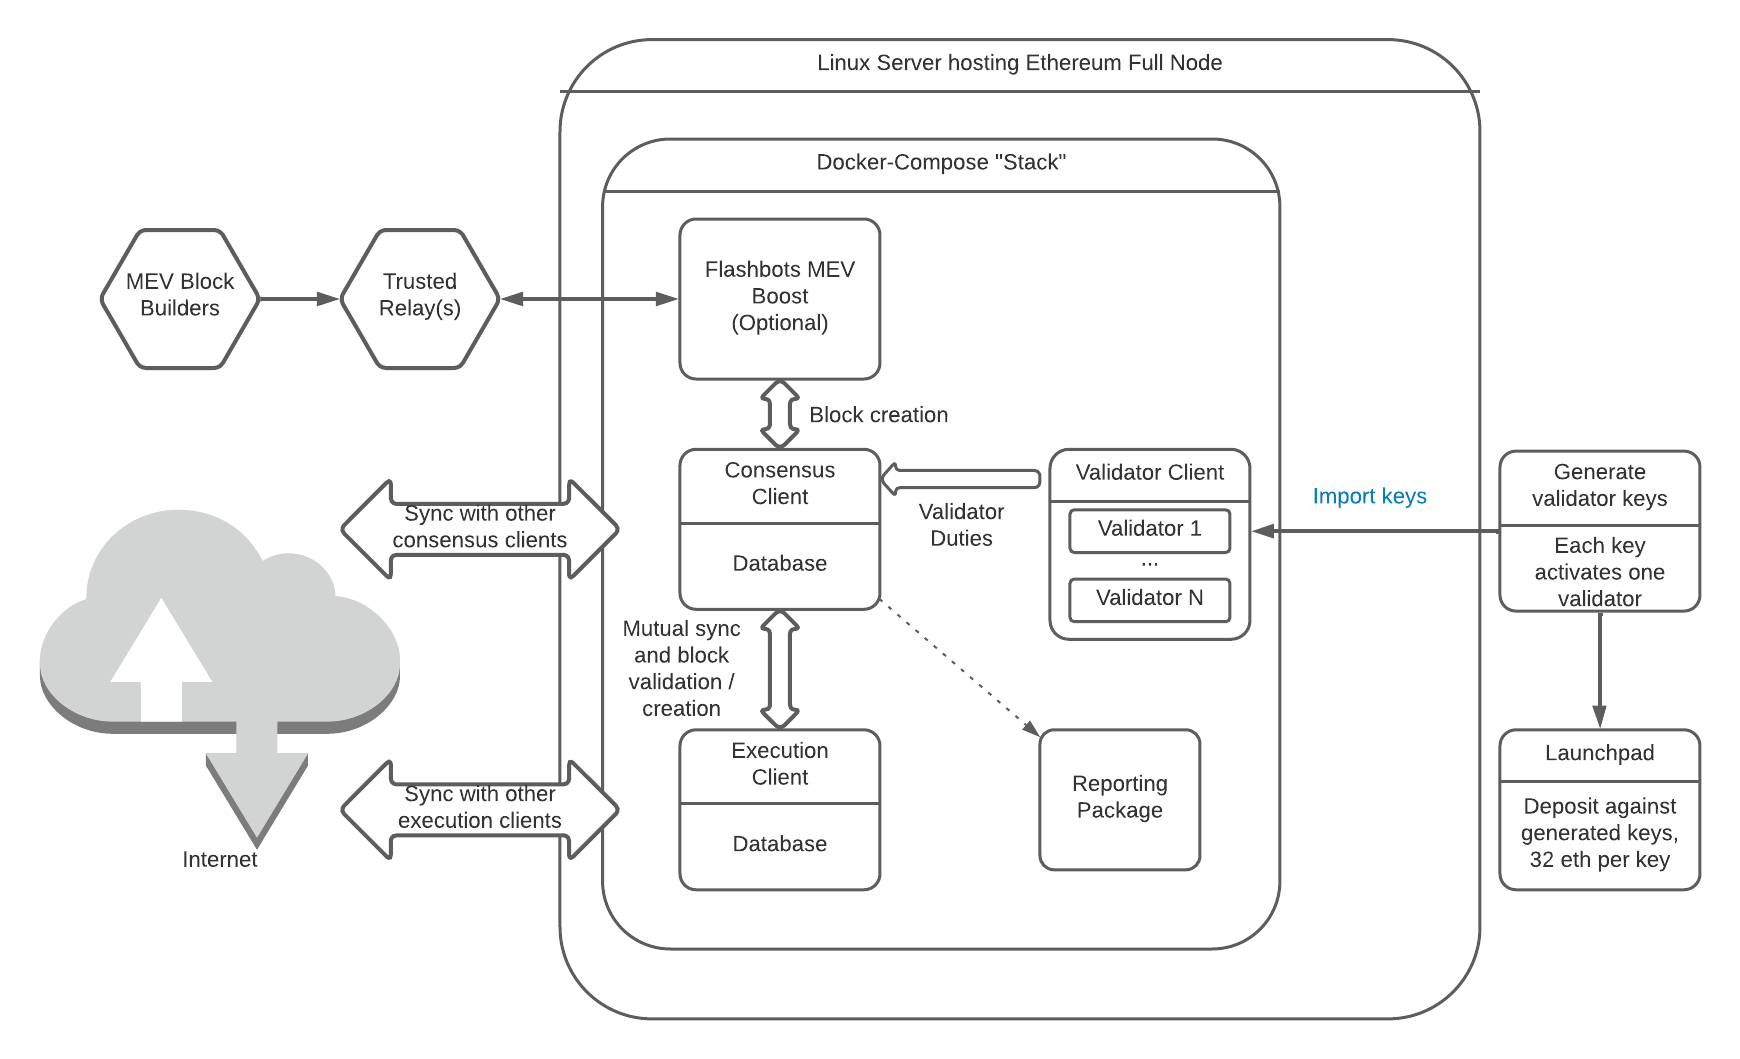 Linux Server hosting Ethereum Full Node
Docker-Compose "Stack"
MEV Block
Builders
Trusted
Relay(s)
Flashbots MEV
Boost
(Optional)
Block creation
Consensus
Client
Database
Validator
Duties
Validator Client
Validator 1
...
Validator N
Import keys
Generate
validator keys
Each key
activates one
validator
Sync with other
consensus clients
Mutual sync
and block
validation /
creation
Execution
Client
Database
Sync with other
execution clients
Internet
Reporting
Package
Launchpad
Deposit against
generated keys,
32 eth per key